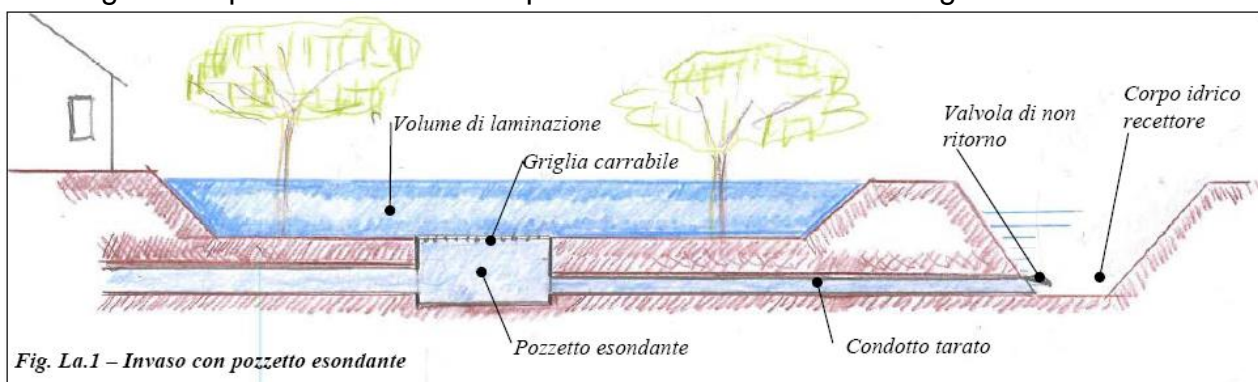 Volume di laminazione
Griglia carrabile
Valvola di non
ritorno
Corpo idrico
recettore
Pozzetto esondante
Condotto tarato
Fig. La.1 – Invaso con pozzetto esondante